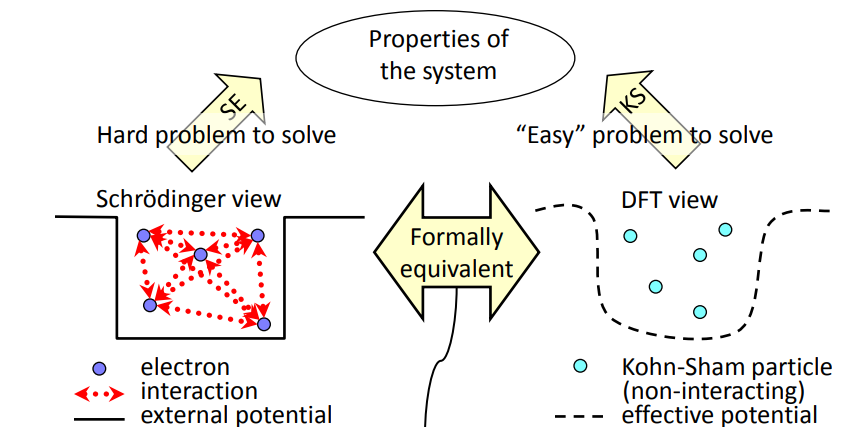 Properties of
the system
SE
KS
Hard problem to solve
“Easy” problem to solve
Schrödinger view
DFT view
Formally
equivalent
electron
interaction
external potential
Kohn-Sham particle
(non-interacting)
effective potential